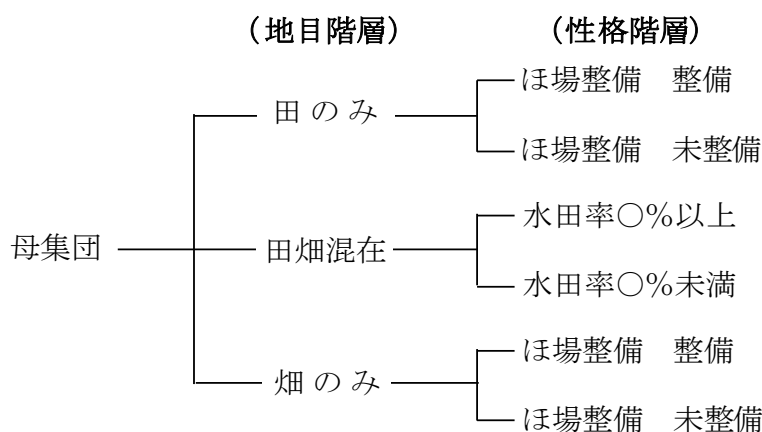 （地目階層）　（性格階層）
ほ場整備　整備
田 の み
ほ場整備　未整備
水田率〇％以上
母集団　田畑混在
水田率〇％未満
ほ場整備　整備
畑 の み
ほ場整備　未整備